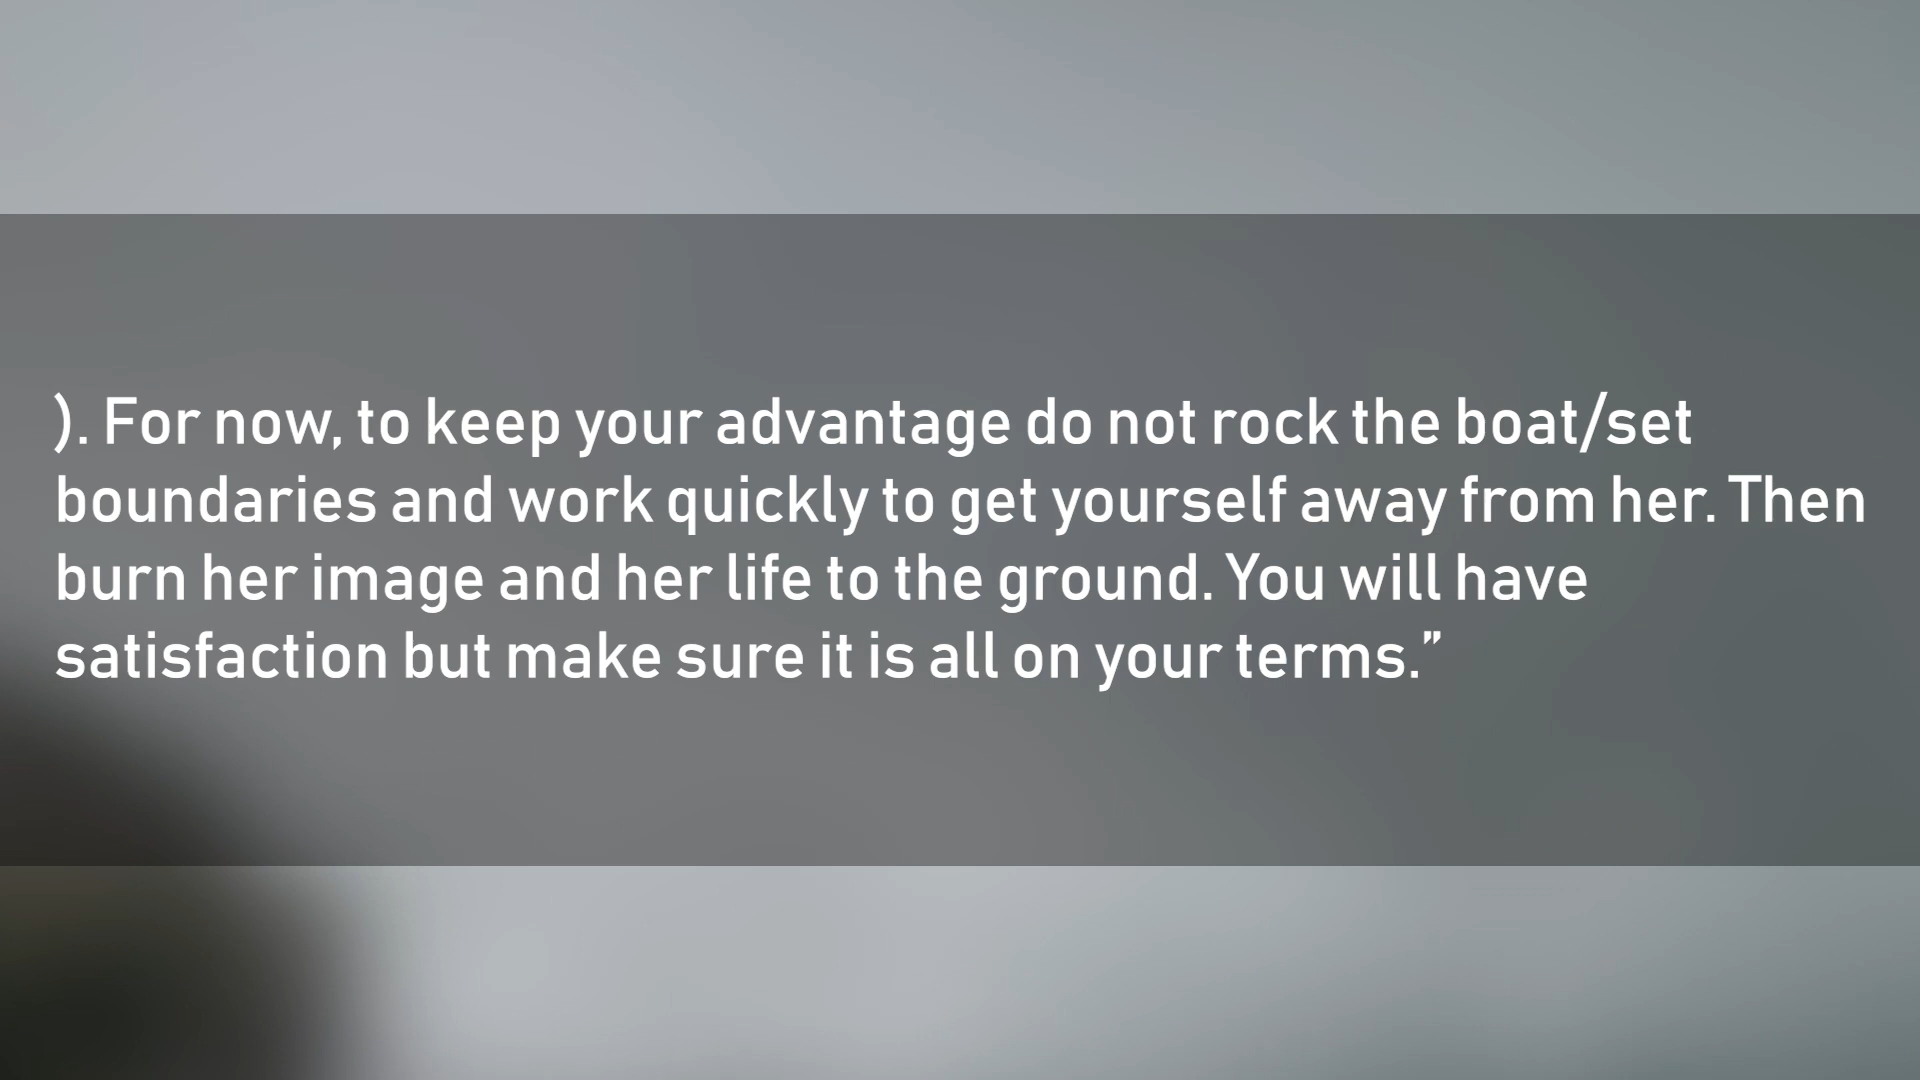 ). For now, to keep your advantage do not rock the boat/set
boundaries and work quickly to get yourself away from her. Then
burn her image and her life to the ground. You will have
satisfaction but make sure it is all on your terms.”